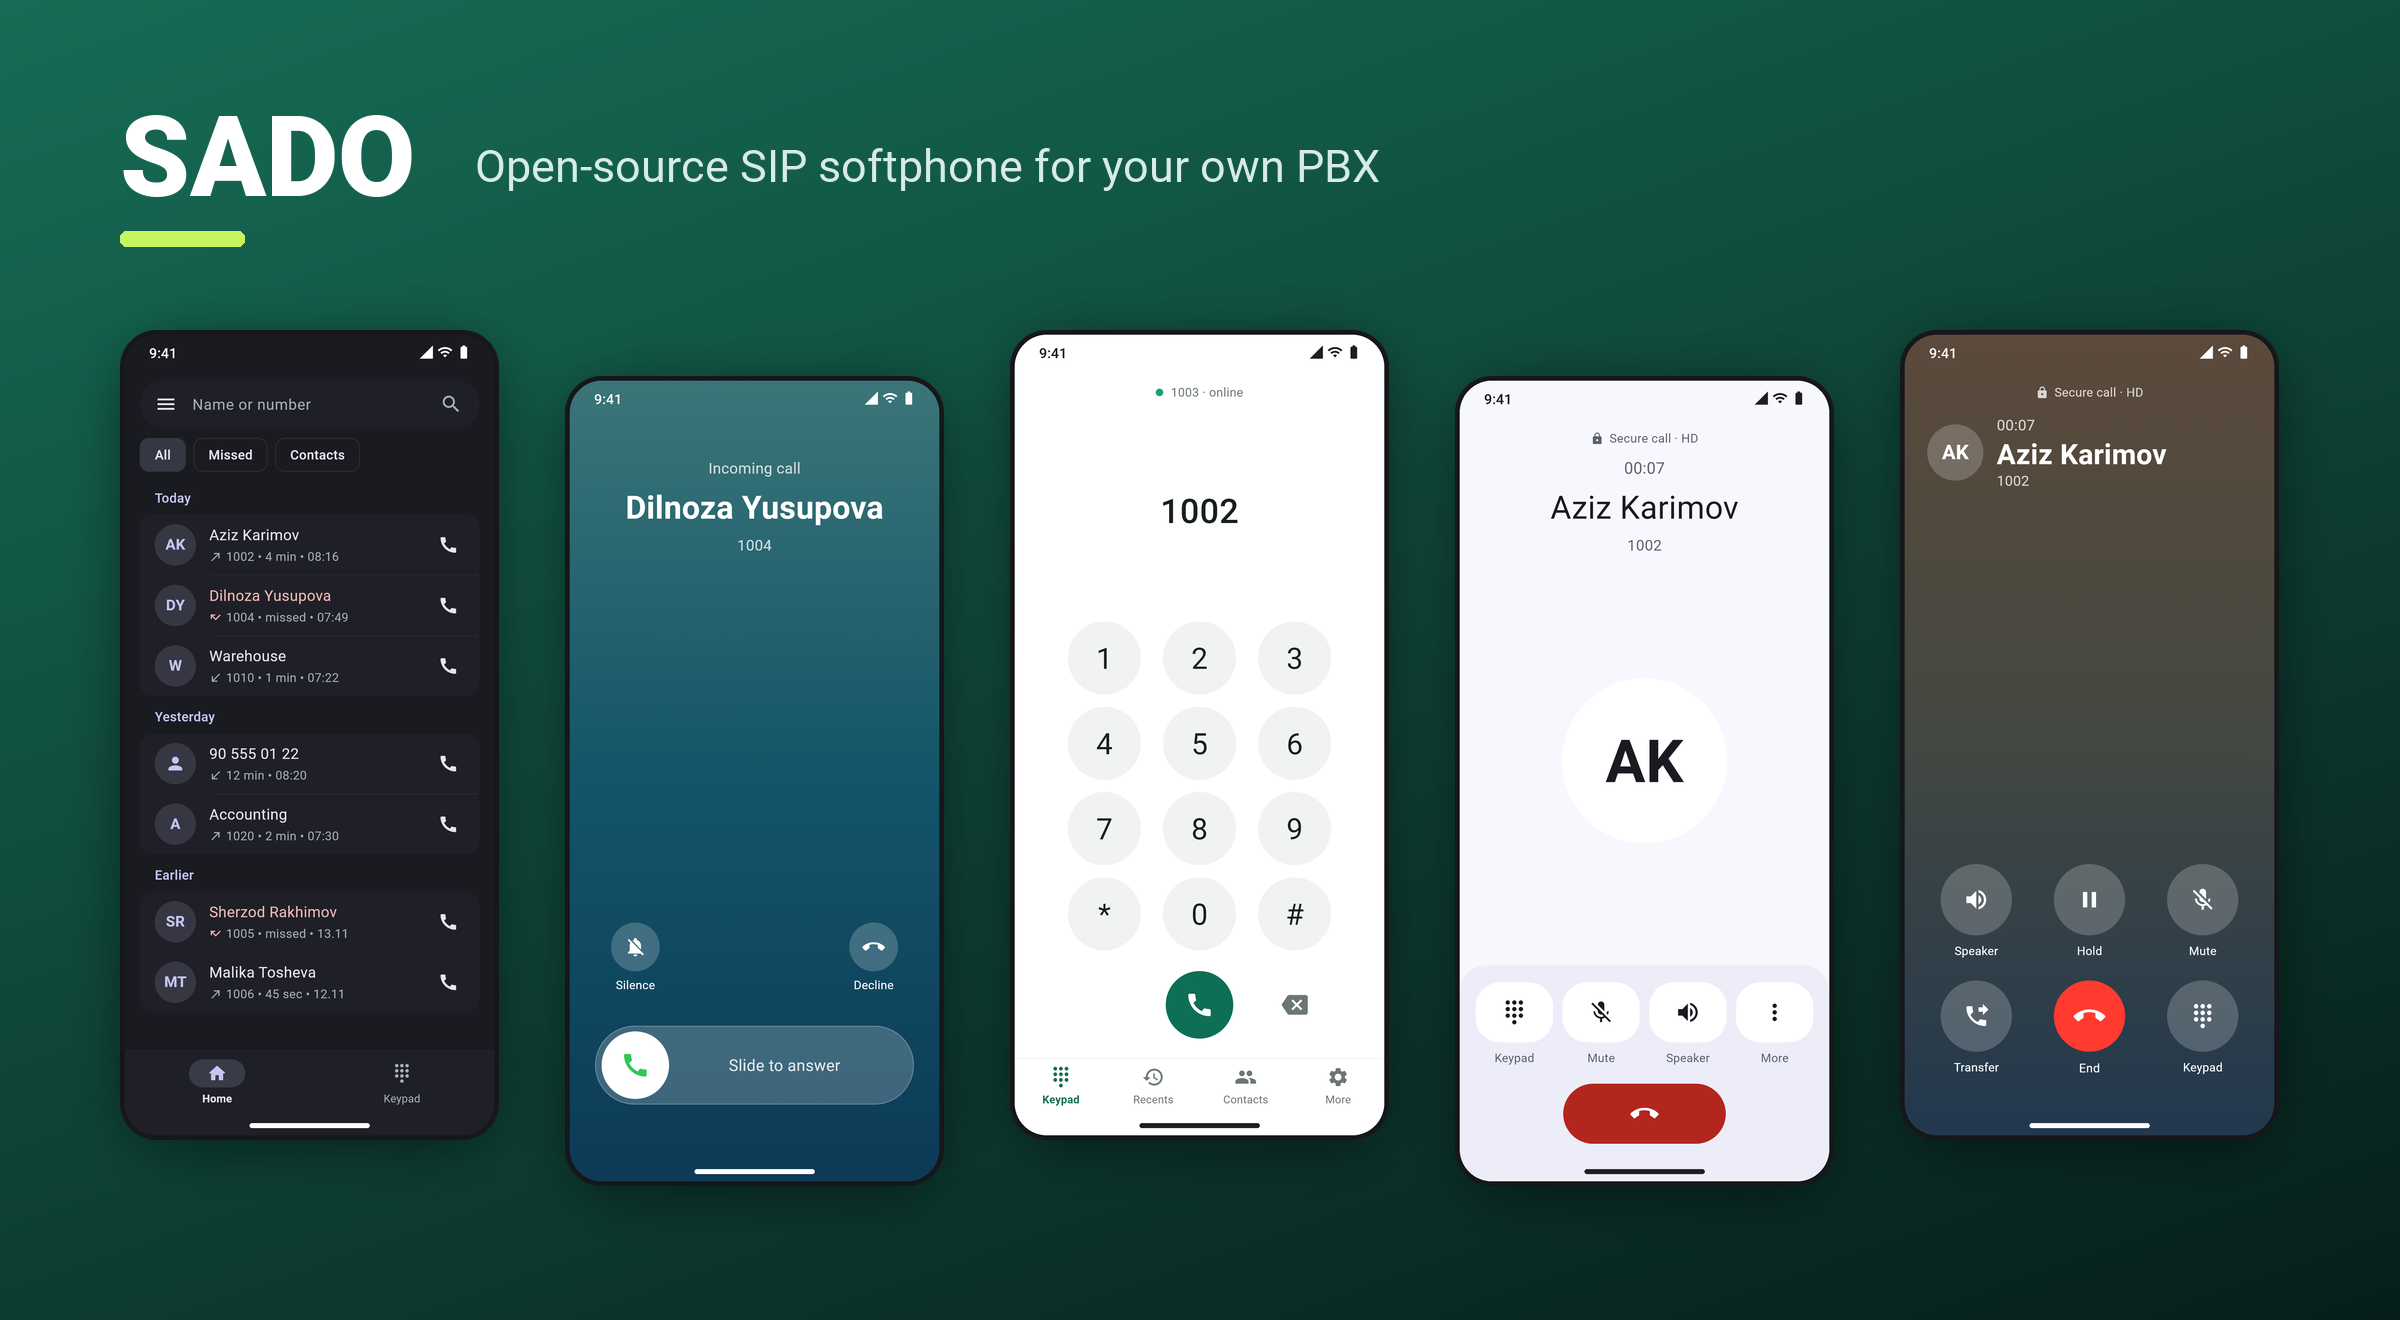 SADO
Open-source SIP softphone for your own PBX
9:41
Name or number
All
Missed
Contacts
Today
AK
Aziz Karimov
1002 • 4 min • 08:16
DY
Dilnoza Yusupova
1004 • missed • 07:49
W
Warehouse
1010 • 1 min • 07:22
Yesterday
90 555 01 22
12 min • 08:20
A
Accounting
1020 • 2 min • 07:30
Earlier
SR
Sherzod Rakhimov
1005 • missed • 13.11
MT
Malika Tosheva
1006 • 45 sec • 12.11
Home
Keypad
9:41
Incoming call
Dilnoza Yusupova
1004
Silence
Decline
Slide to answer
9:41
1003 · online
1002
1 2 3
4 5 6
7 8 9
* 0 #
Keypad
Recents
Contacts
More
9:41
Secure call · HD
00:07
Aziz Karimov
1002
AK
Keypad
Mute
Speaker
More
9:41
Secure call · HD
00:07
AK
Aziz Karimov
1002
Speaker
Hold
Mute
Transfer
End
Keypad